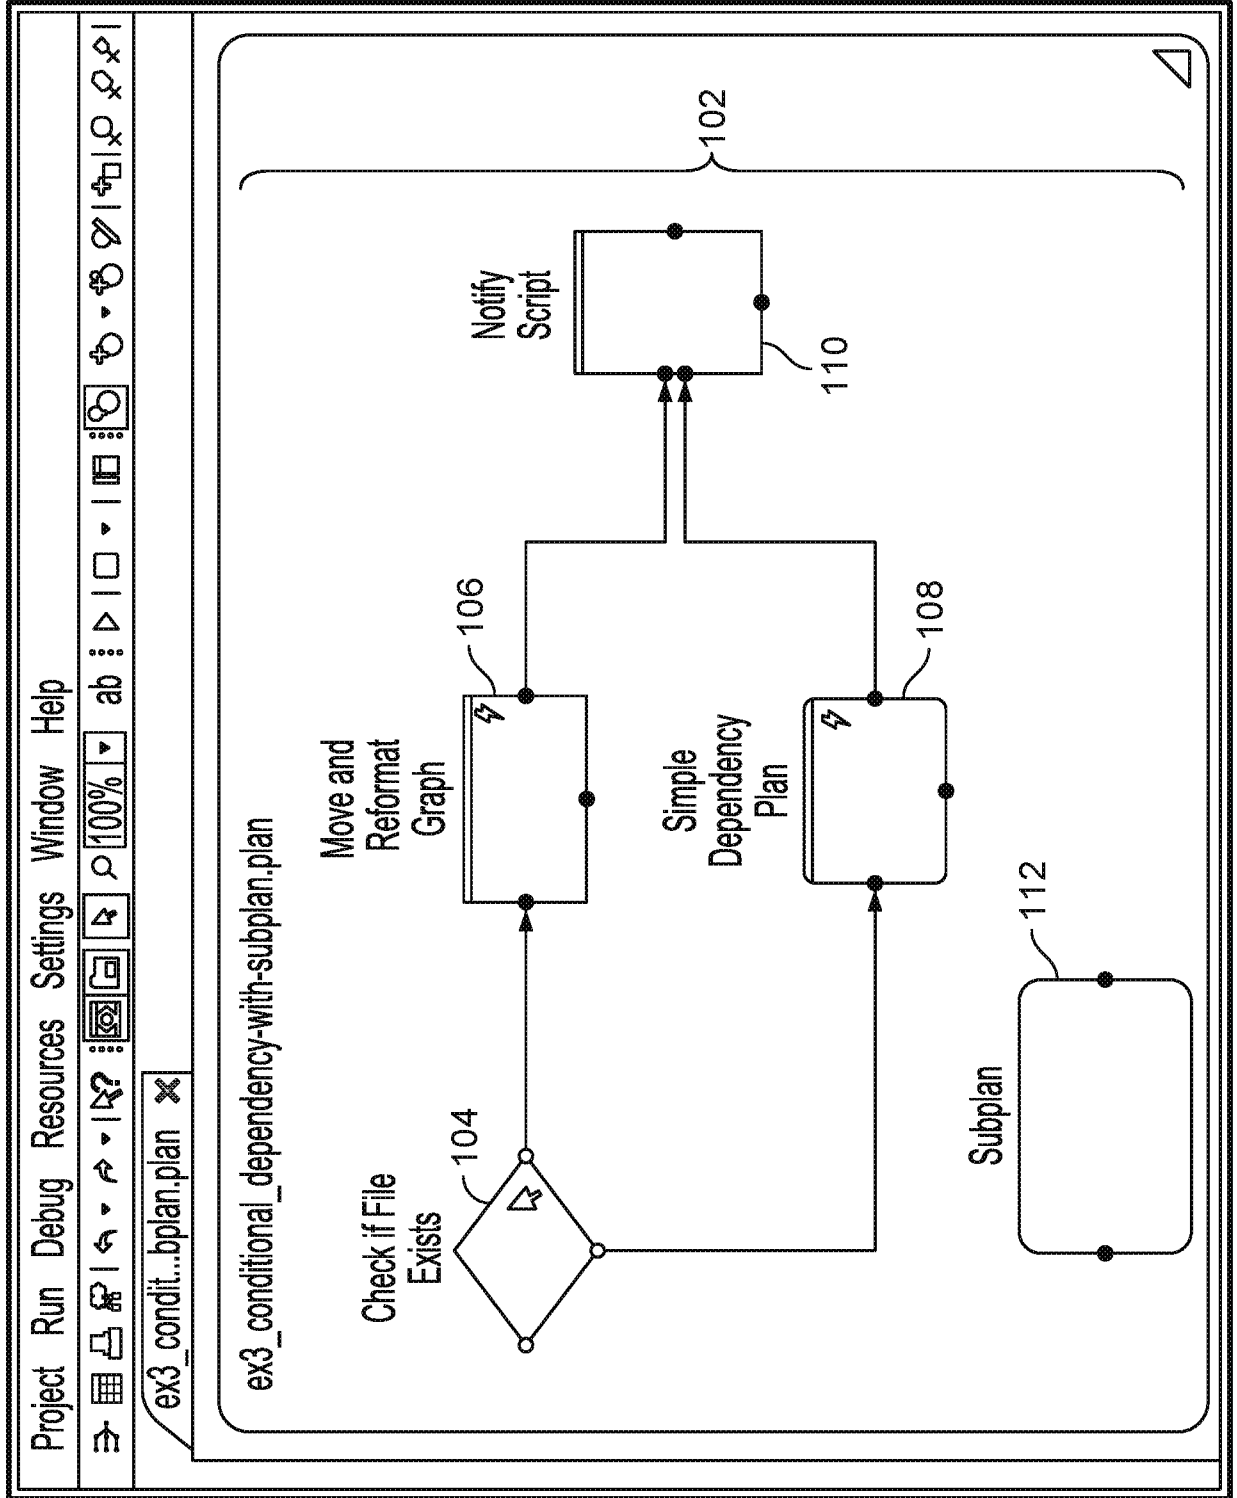 Project Run Debug Resources Settings Window Help
100% ab
ex3_condit...bplan.plan
ex3_conditional_dependency-with-subplan.plan
Check if File
Exists
104
Move and
Reformat
Graph
106
Notify
Script
110
102
Simple
Dependency
Plan
108
Subplan
112